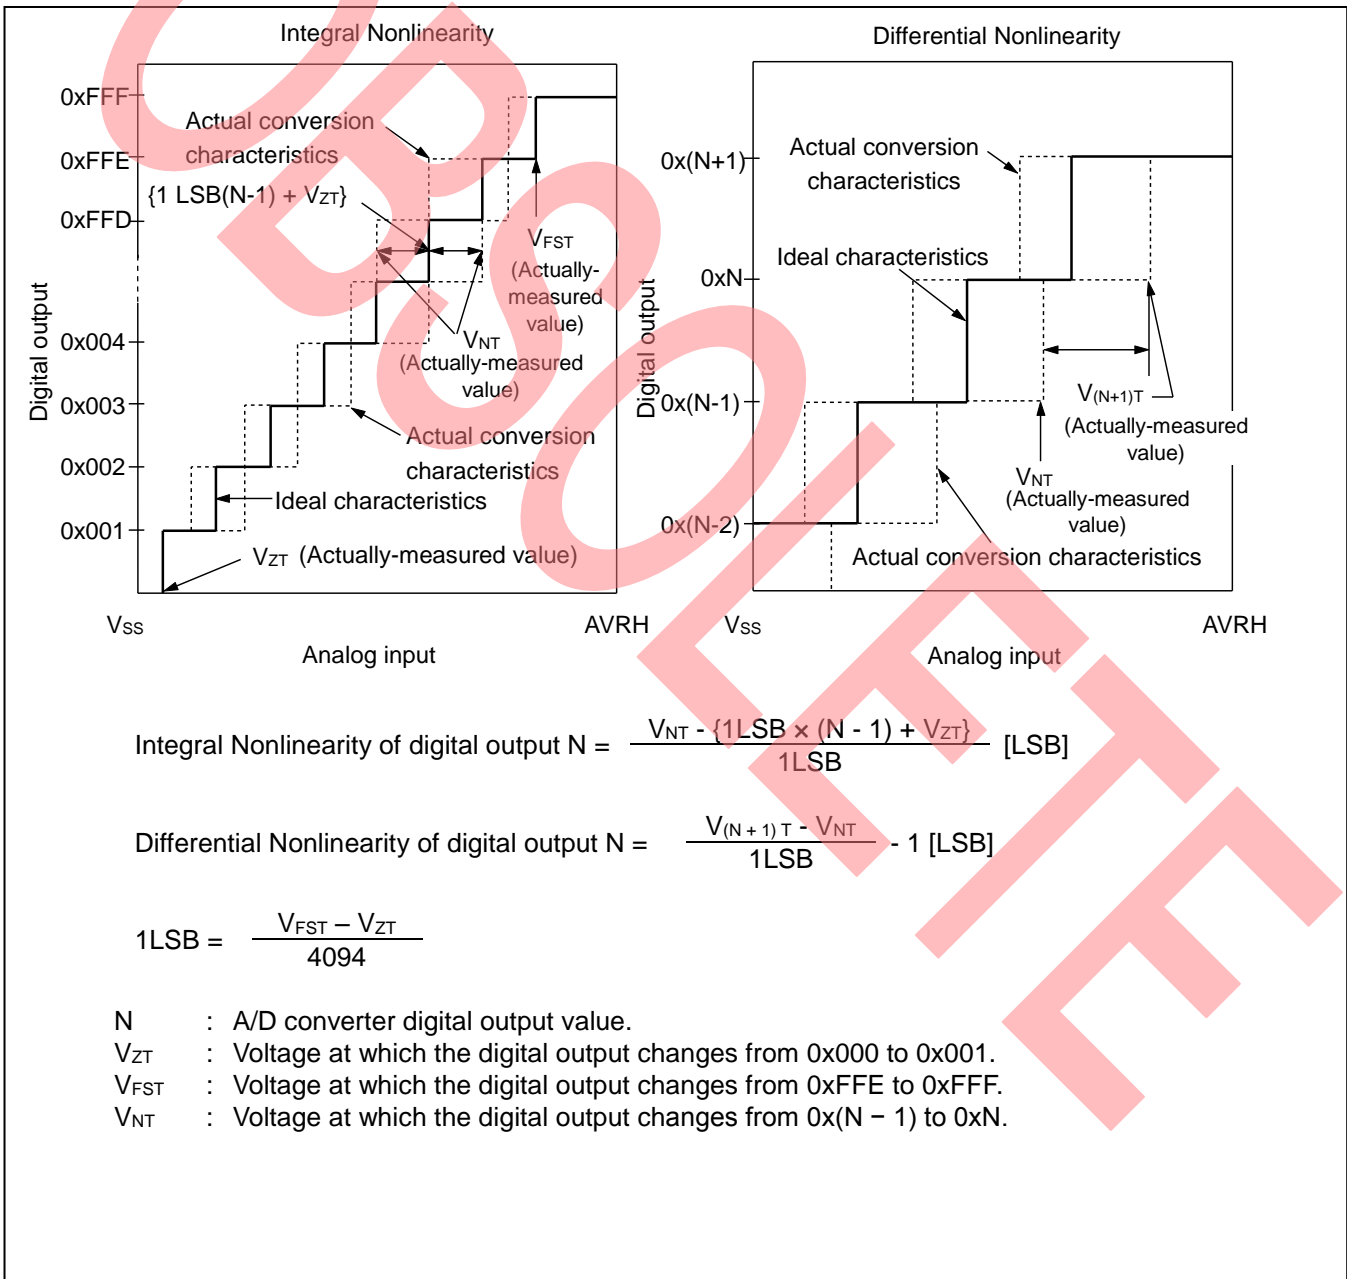 Integral Nonlinearity
0xFFF
Actual conversion
characteristics
0xFFE
{1 LSB(N-1) + VZT}
0xFFD
VFST
(Actually-
measured
value)
0x004
VNT
(Actually-measured
value)
0x003
Actual conversion
characteristics
0x002
Ideal characteristics
0x001
VZT (Actually-measured value)
Digital output
VSS
AVRH
Analog input
Differential Nonlinearity
0x(N+1)
Actual conversion
characteristics
Ideal characteristics
0xN
0x(N-1)
V(N+1)T
(Actually-measured
value)
VNT
(Actually-measured
value)
0x(N-2)
Actual conversion characteristics
Digital output
VSS
AVRH
Analog input
Integral Nonlinearity of digital output N = VNT - {1LSB × (N - 1) + VZT} [LSB]
1LSB
Differential Nonlinearity of digital output N = V(N + 1) T - VNT - 1 [LSB]
1LSB
1LSB = VFST – VZT
4094
N : A/D converter digital output value.
VZT : Voltage at which the digital output changes from 0x000 to 0x001.
VFST : Voltage at which the digital output changes from 0xFFE to 0xFFF.
VNT : Voltage at which the digital output changes from 0x(N − 1) to 0xN.
OBSOLETE